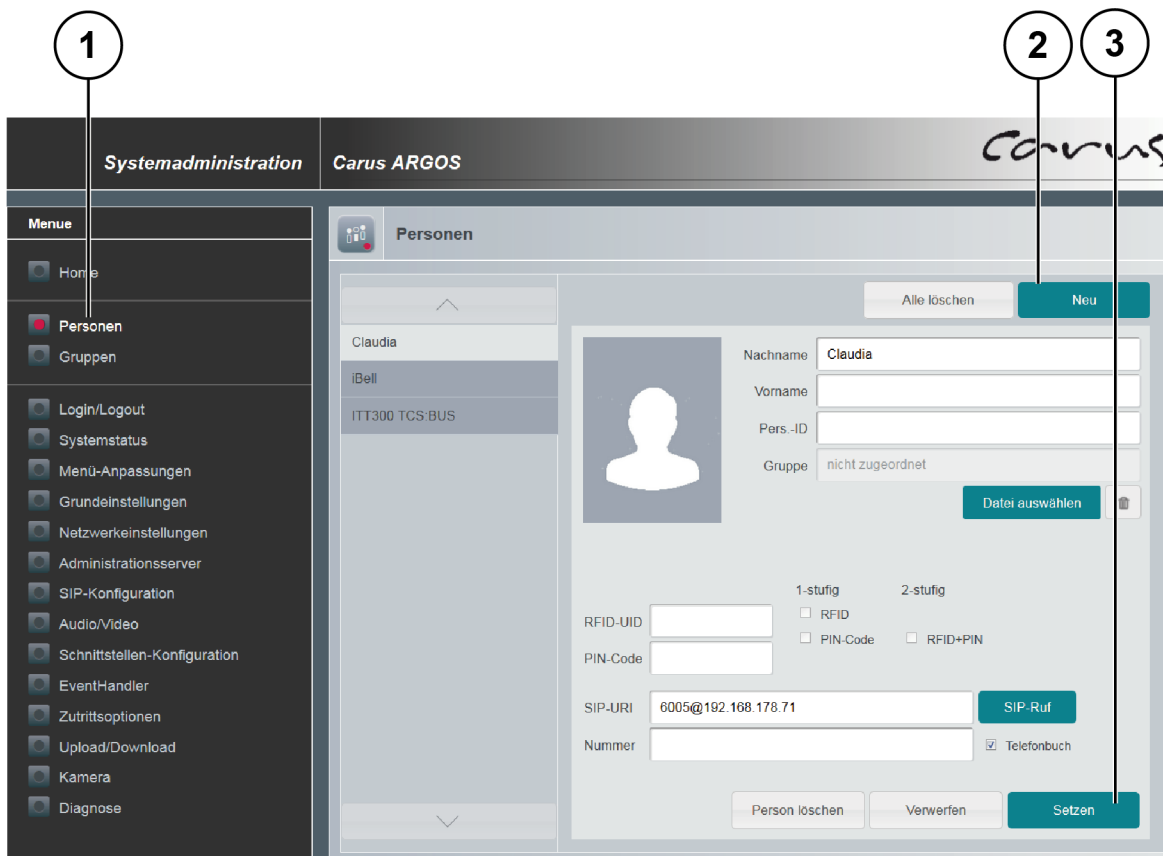 1
2
3
Systemadministration
Carus ARGOS
Carus
Menue
Home
Personen
Gruppen
Login/Logout
Systemstatus
Menü-Anpassungen
Grundeinstellungen
Netzwerkeinstellungen
Administrationsserver
SIP-Konfiguration
Audio/Video
Schnittstellen-Konfiguration
EventHandler
Zutrittsoptionen
Upload/Download
Kamera
Diagnose
Personen
Claudia
iBell
ITT300 TCS:BUS
Alle löschen
Neu
Nachname Claudia
Vorname
Pers.-ID
Gruppe nicht zugeordnet
Datei auswählen
1-stufig 2-stufig
RFID-UID
RFID
PIN-Code RFID+PIN
PIN-Code
SIP-URI 6005@192.168.178.71 SIP-Ruf
Nummer
Telefonbuch
Person löschen Verwerfen Setzen